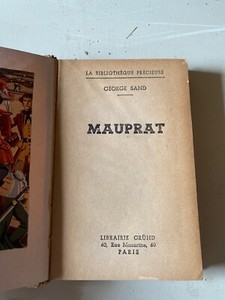 LA BIBLIOTHÈQUE PRÉCIEUSE
GEORGE SAND
MAUPRAT
LIBRAIRIE GRÜND
60, Rue Mazarine, 60
PARIS